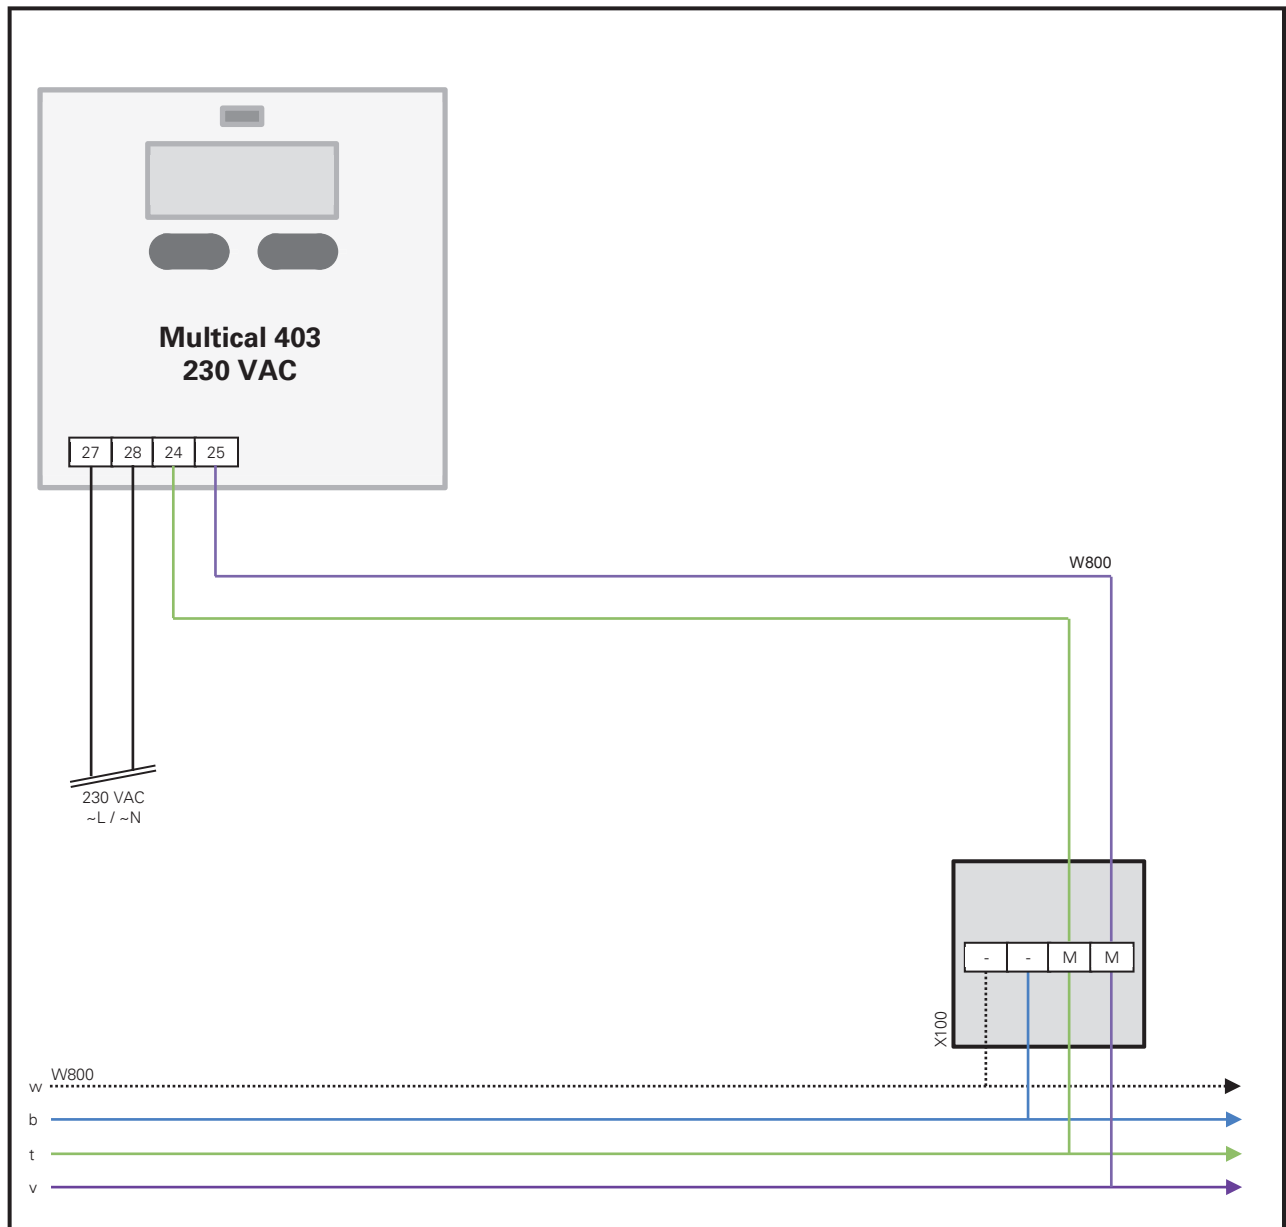 Multical 403
230 VAC
27 28 24 25
W800
230 VAC
~L / ~N
- - M M
X100
W800
w
b
t
v